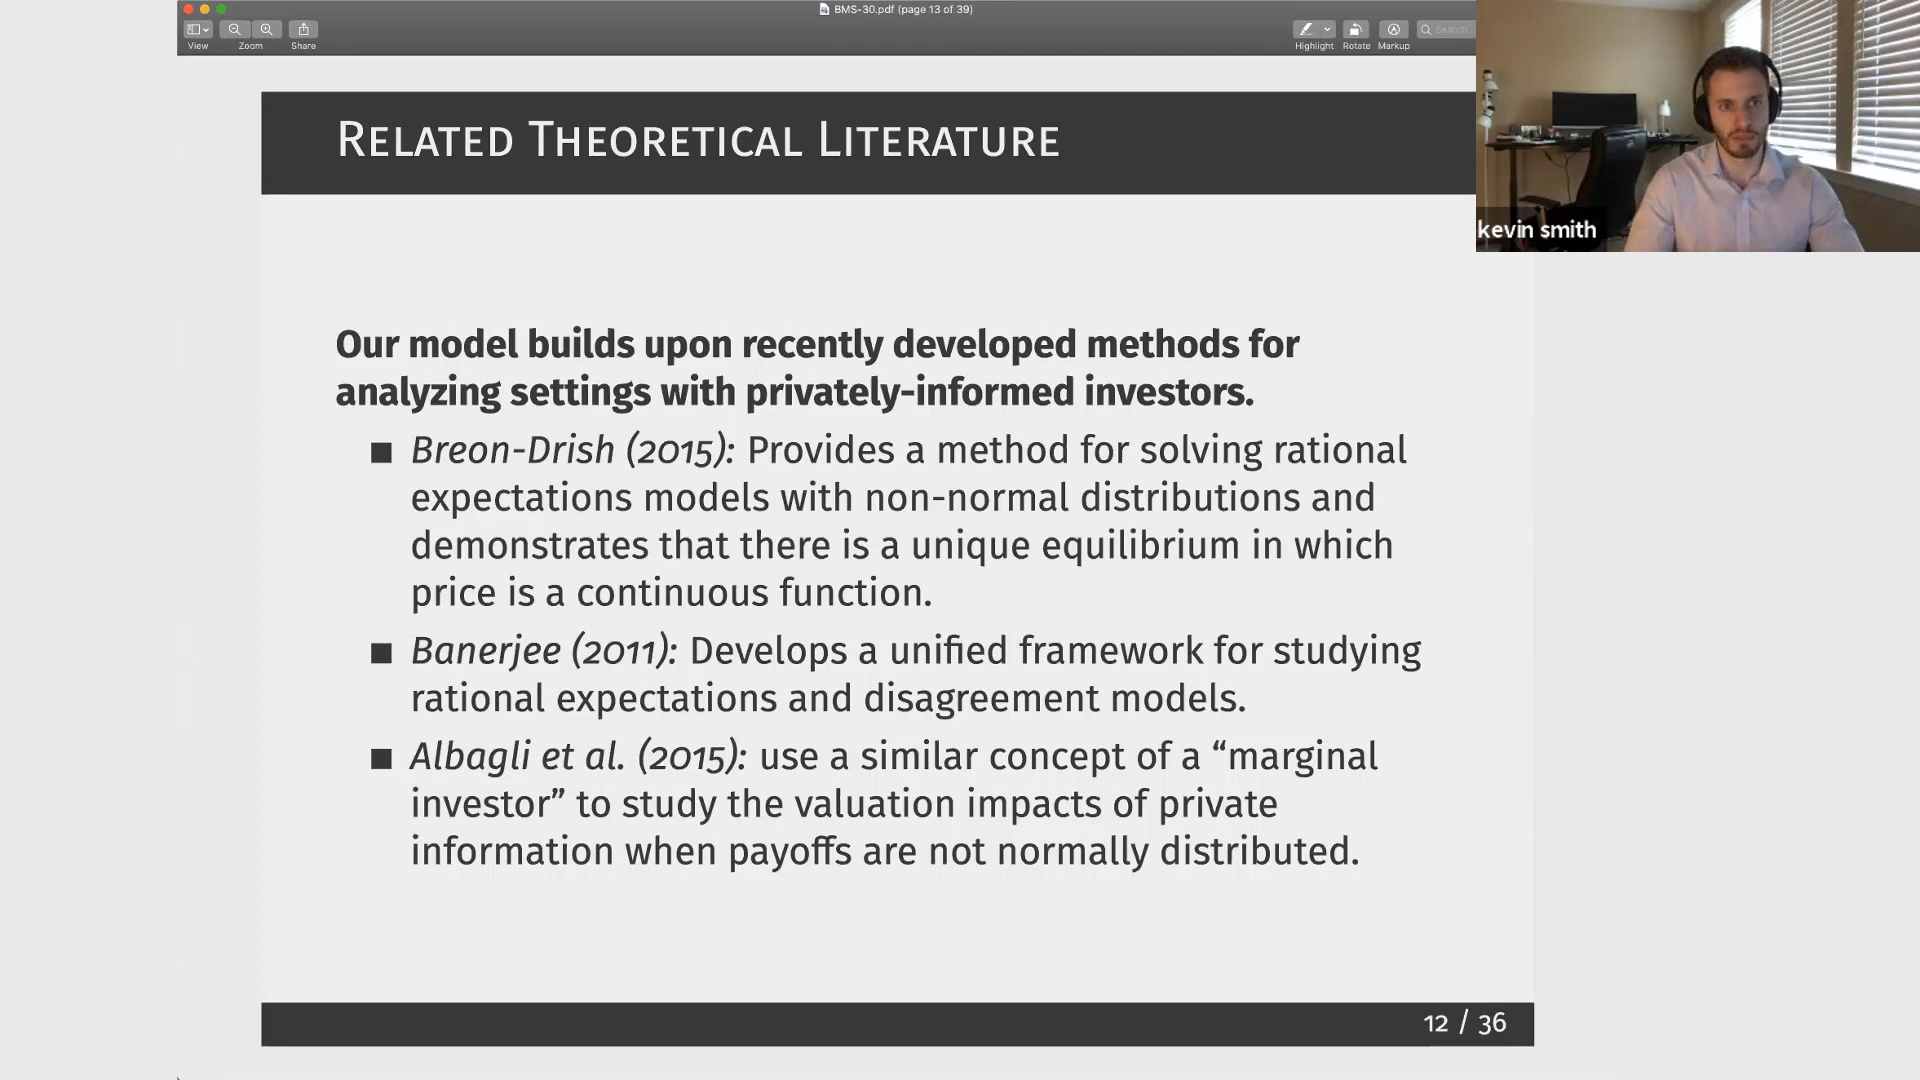 BMS-30.pdf (page 13 of 39)
View
Zoom
Share
Highlight
Rotate
Markup
Search
RELATED THEORETICAL LITERATURE
kevin smith
Our model builds upon recently developed methods for
analyzing settings with privately-informed investors.
■ Breon-Drish (2015): Provides a method for solving rational
expectations models with non-normal distributions and
demonstrates that there is a unique equilibrium in which
price is a continuous function.
■ Banerjee (2011): Develops a unified framework for studying
rational expectations and disagreement models.
■ Albagli et al. (2015): use a similar concept of a “marginal
investor” to study the valuation impacts of private
information when payoffs are not normally distributed.
12 / 36